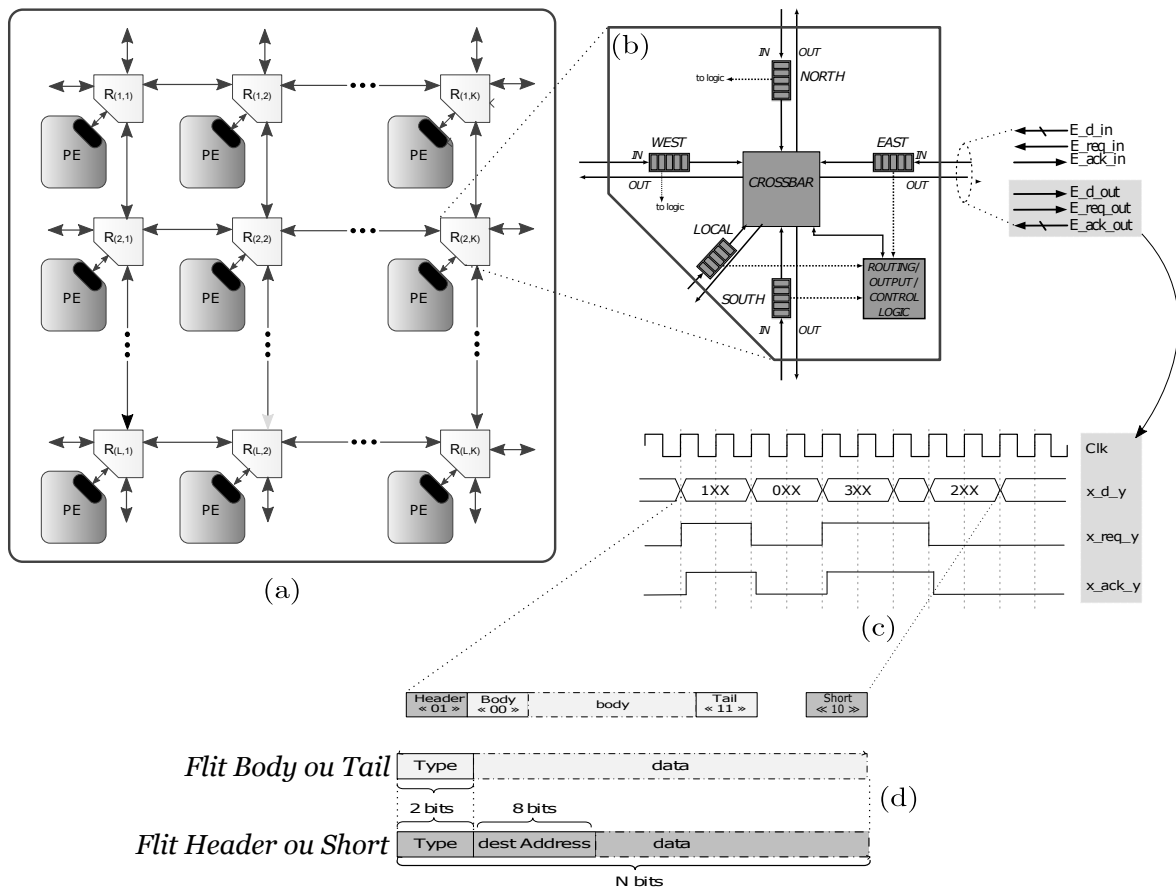 R(1,1)
R(1,2)
R(1,K)
PE
PE
PE
R(2,1)
R(2,2)
R(2,K)
PE
PE
PE
R(L,1)
R(L,2)
R(L,K)
PE
PE
PE
(a)
(b)
IN
OUT
NORTH
to logic
WEST
IN
OUT
to logic
EAST
IN
OUT
CROSSBAR
LOCAL
SOUTH
IN
OUT
ROUTING/
OUTPUT/
CONTROL
LOGIC
E_d_in
E_req_in
E_ack_in
E_d_out
E_req_out
E_ack_out
Clk
1XX 0XX 3XX 2XX x_d_y
x_req_y
x_ack_y
(c)
Header
« 01 »
Body
« 00 »
body
Tail
« 11 »
Short
« 10 »
Flit Body ou Tail
Type data
2 bits 8 bits
(d)
Flit Header ou Short
Type dest Address data
N bits